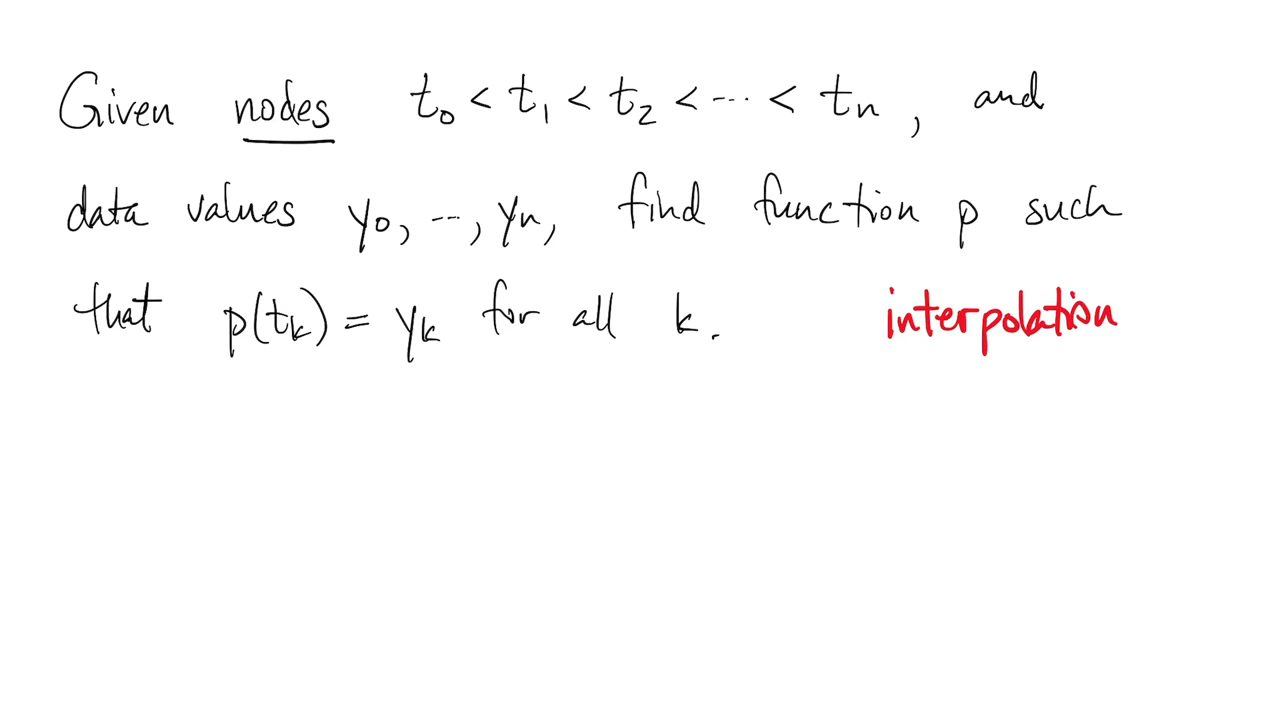 Given nodes t₀ < t₁ < t₂ < ··· < tₙ , and
data values y₀, ···, yₙ, find function p such
that p(tₖ) = yₖ for all k. interpolation